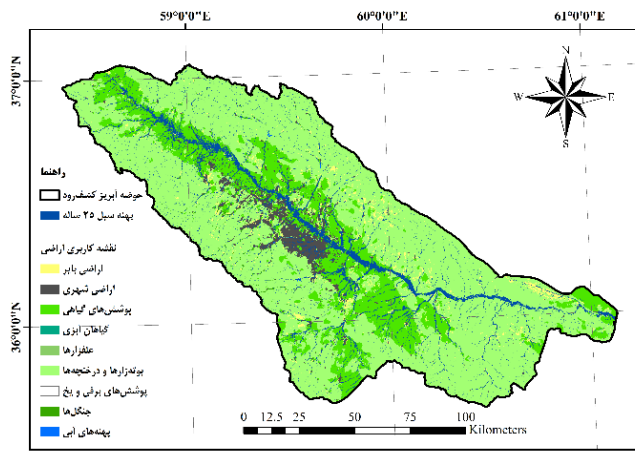 59°0'0"E 60°0'0"E 61°0'0"E
37°0'0"N
36°0'0"N
N
W E
S
راهنما
حوضه آبریز کشف‌رود
پهنه سیل ۲۵ ساله
نقشه کاربری اراضی
اراضی بایر
اراضی شهری
پوشش‌های گیاهی
گیاهان آبزی
علفزارها
بوته‌زارها و درختچه‌ها
پوشش‌های برفی و یخ
جنگل‌ها
پهنه‌های آبی
0 12.5 25 50 75 100
Kilometers